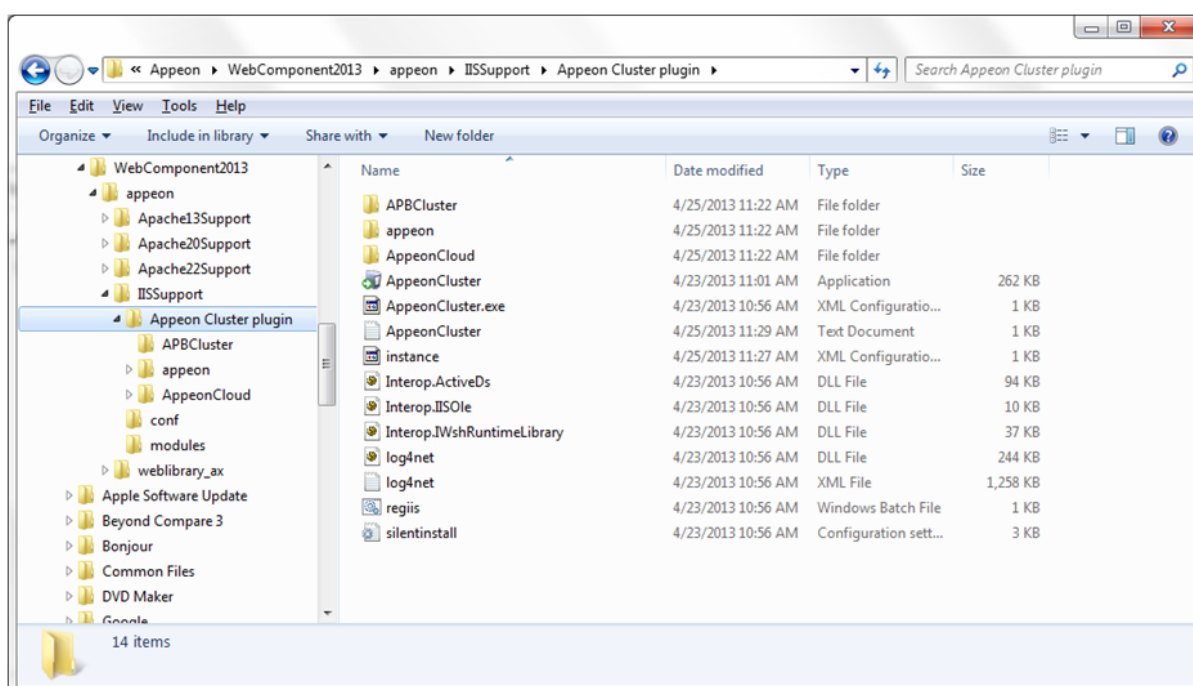 « Appeon WebComponent2013 appeon IISSupport Appeon Cluster plugin Search Appeon Cluster plugin
File Edit View Tools Help
Organize Include in library Share with New folder
WebComponent2013
appeon
Apache13Support
Apache20Support
Apache22Support
IISSupport
Appeon Cluster plugin
APBCluster
appeon
AppeonCloud
conf
modules
weblibrary_ax
Apple Software Update
Beyond Compare 3
Bonjour
Common Files
DVD Maker
Google
Name Date modified Type Size
APBCluster 4/25/2013 11:22 AM File folder
appeon 4/25/2013 11:22 AM File folder
AppeonCloud 4/25/2013 11:22 AM File folder
AppeonCluster 4/23/2013 11:01 AM Application 262 KB
AppeonCluster.exe 4/23/2013 10:56 AM XML Configuratio... 1 KB
AppeonCluster 4/25/2013 11:29 AM Text Document 1 KB
instance 4/25/2013 11:27 AM XML Configuratio... 1 KB
Interop.ActiveDs 4/23/2013 10:56 AM DLL File 94 KB
Interop.IISOle 4/23/2013 10:56 AM DLL File 10 KB
Interop.IWshRuntimeLibrary 4/23/2013 10:56 AM DLL File 37 KB
log4net 4/23/2013 10:56 AM DLL File 244 KB
log4net 4/23/2013 10:56 AM XML File 1,258 KB
regiis 4/23/2013 10:56 AM Windows Batch File 1 KB
silentinstall 4/23/2013 10:56 AM Configuration sett... 3 KB
14 items